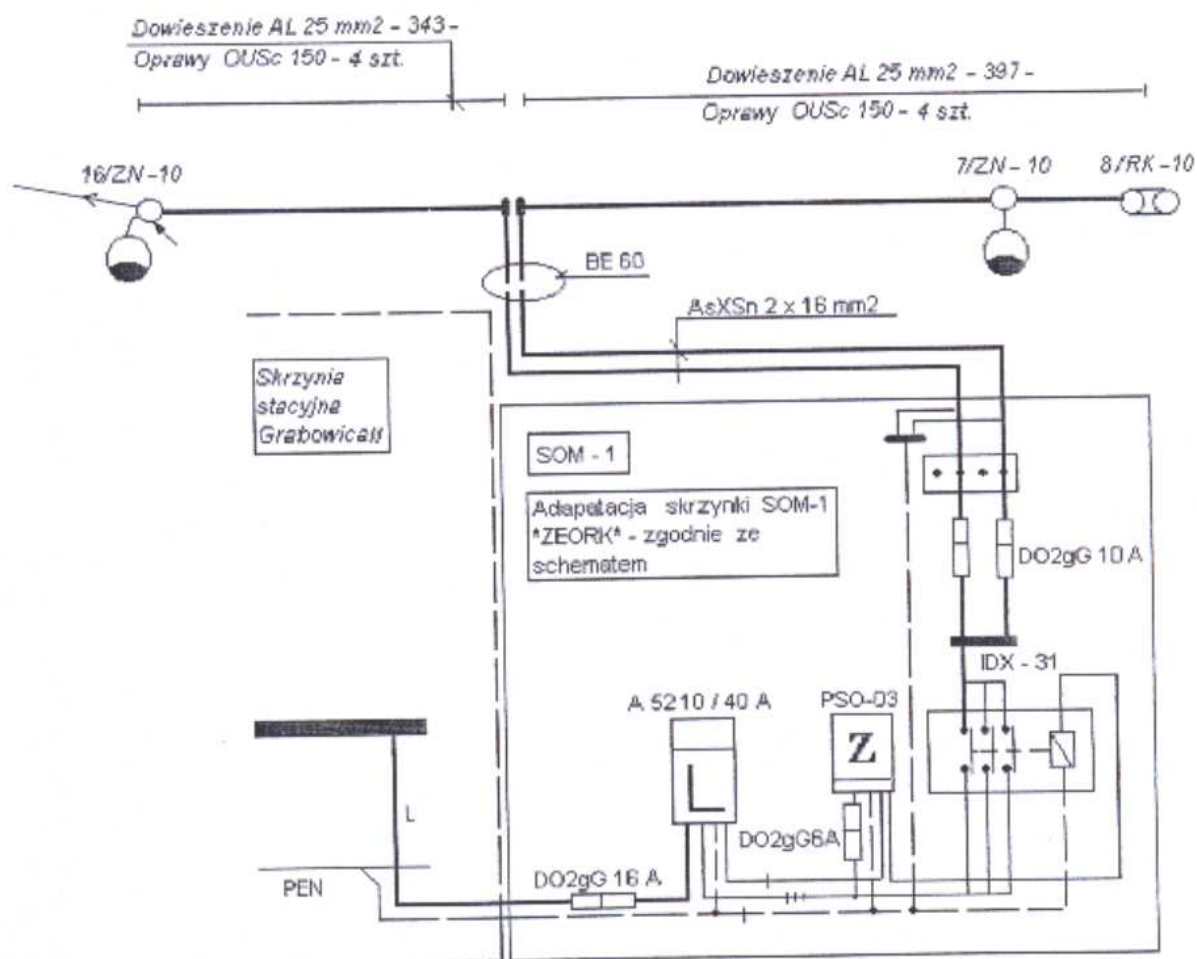 Dowieszenie AL 25 mm2 - 343 -
Oprawy OUSc 150 - 4 szt.
Dowieszenie AL 25 mm2 - 397 -
Oprawy OUSc 150 - 4 szt.
16/ZN - 10
7/ZN - 10
8/RK - 10
BE 60
AsXSn 2 x 16 mm2
Skrzynia
stacyjna
GrabowicaII
SOM - 1
Adapatacja skrzynki SOM-1
"ZEORK" - zgodnie ze
schematem
DO2gG 10 A
IDX - 31
A 5210 / 40 A
PSO-03
Z
L
L
DO2gG6A
DO2gG 16 A
PEN